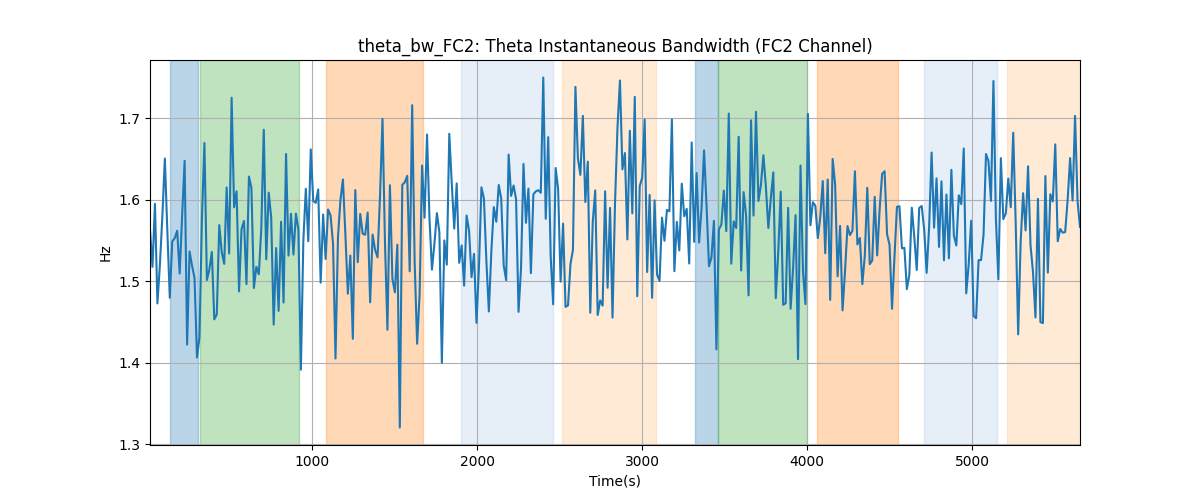 theta_bw_FC2: Theta Instantaneous Bandwidth (FC2 Channel)
Hz
1.7
1.6
1.5
1.4
1.3
1000 2000 3000 4000 5000
Time(s)